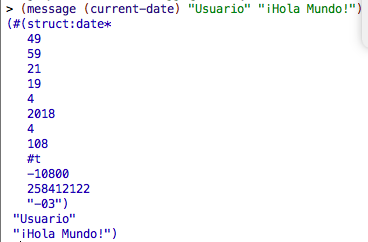 > (message (current-date) "Usuario" "¡Hola Mundo!")
(#(struct:date*
49
59
21
19
4
2018
4
108
#t
-10800
258412122
"-03")
"Usuario"
"¡Hola Mundo!")